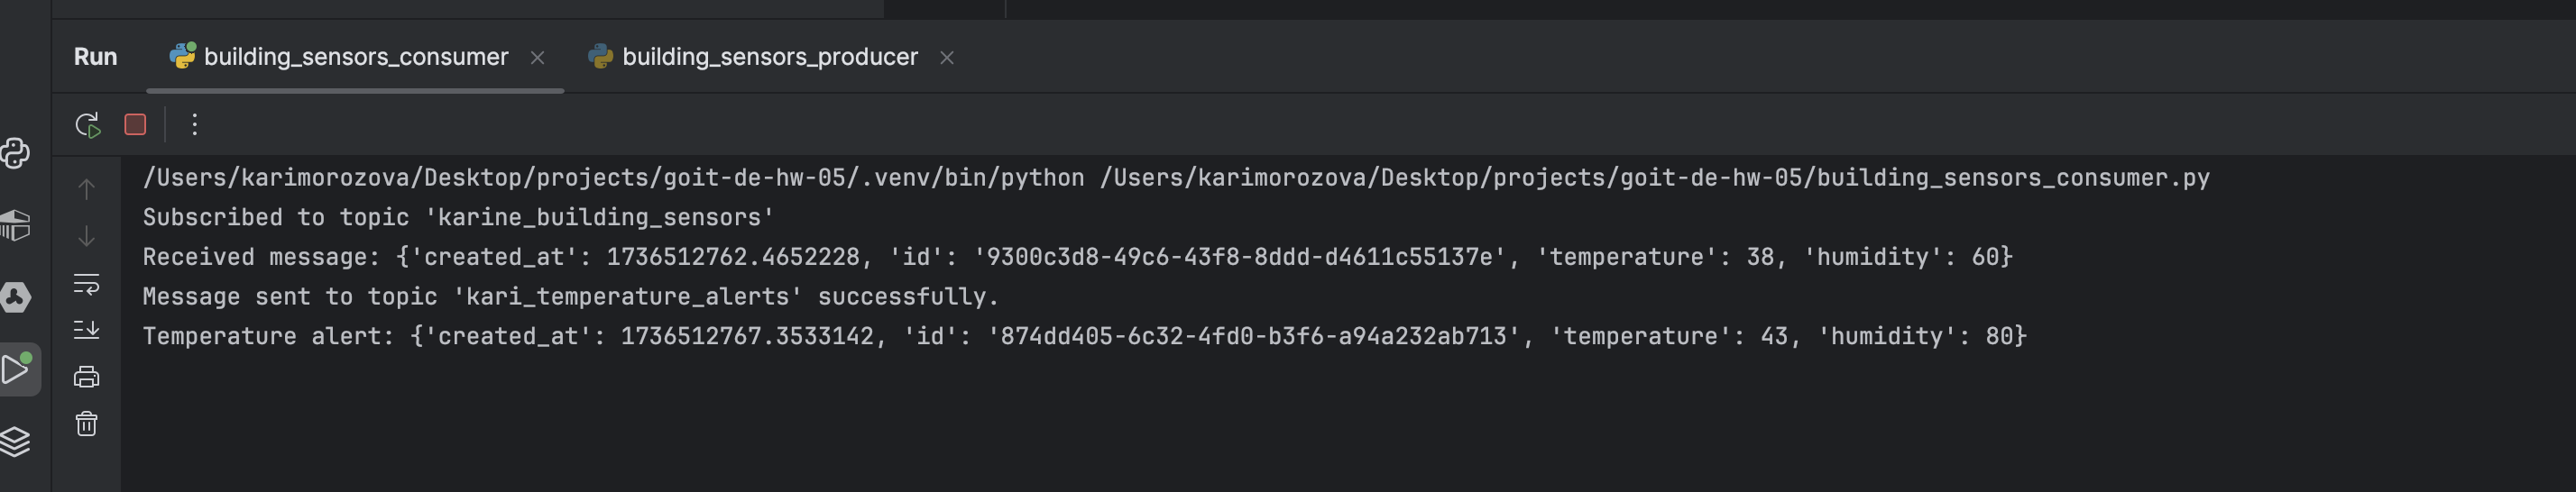 Run building_sensors_consumer building_sensors_producer
/Users/karimorozova/Desktop/projects/goit-de-hw-05/.venv/bin/python /Users/karimorozova/Desktop/projects/goit-de-hw-05/building_sensors_consumer.py
Subscribed to topic 'karine_building_sensors'
Received message: {'created_at': 1736512762.4652228, 'id': '9300c3d8-49c6-43f8-8ddd-d4611c55137e', 'temperature': 38, 'humidity': 60}
Message sent to topic 'kari_temperature_alerts' successfully.
Temperature alert: {'created_at': 1736512767.3533142, 'id': '874dd405-6c32-4fd0-b3f6-a94a232ab713', 'temperature': 43, 'humidity': 80}